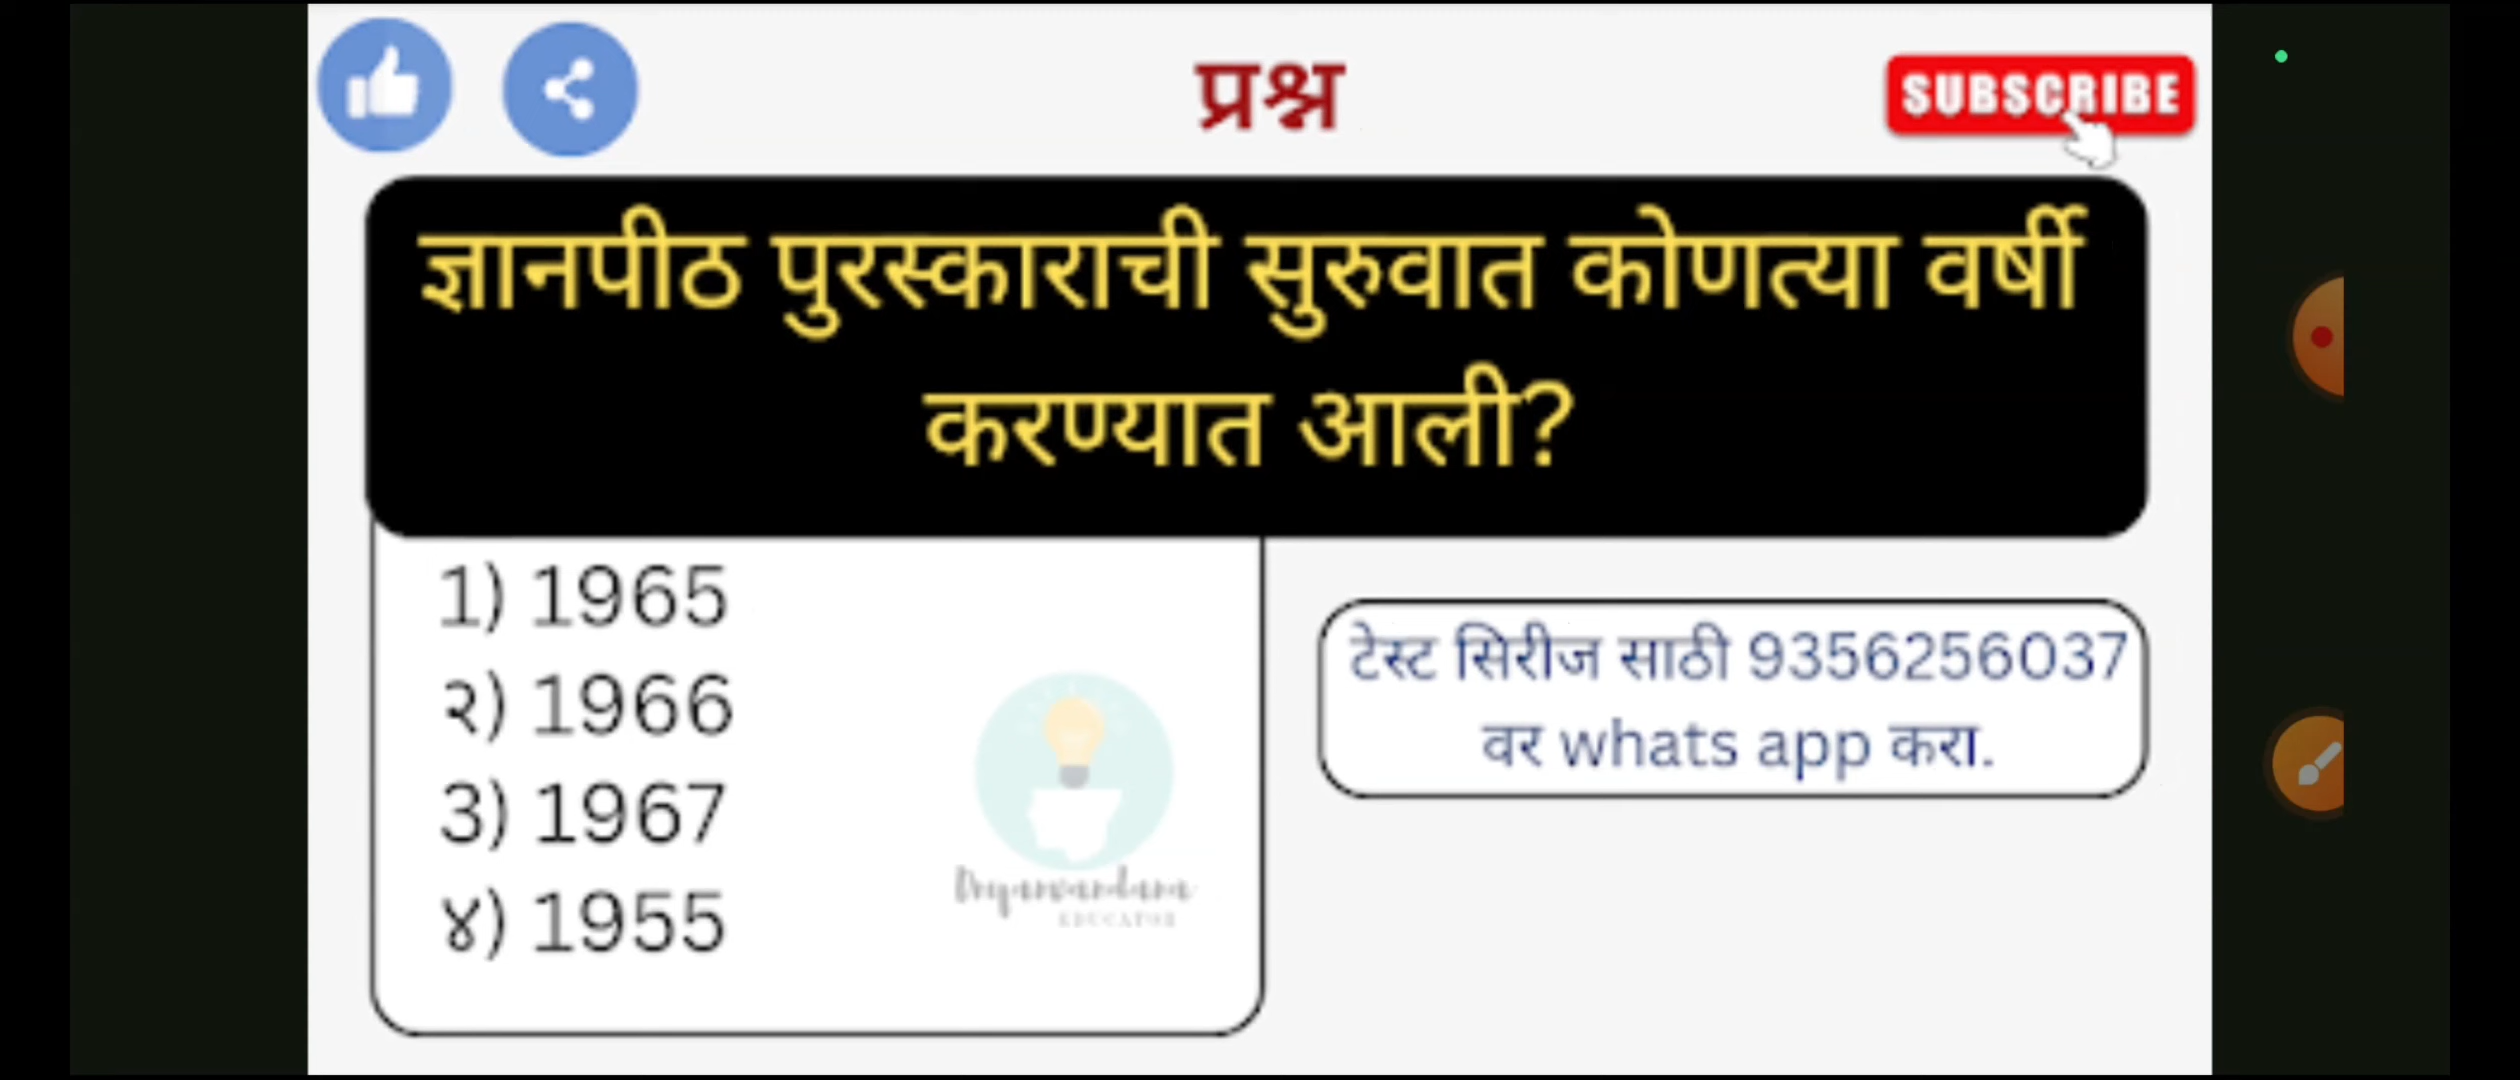 प्रश्न
SUBSCRIBE
ज्ञानपीठ पुरस्काराची सुरुवात कोणत्या वर्षी
करण्यात आली?
1) 1965
२) 1966
3) 1967
४) 1955
टेस्ट सिरीज साठी 9356256037
वर whats app करा.
EDUCATOR